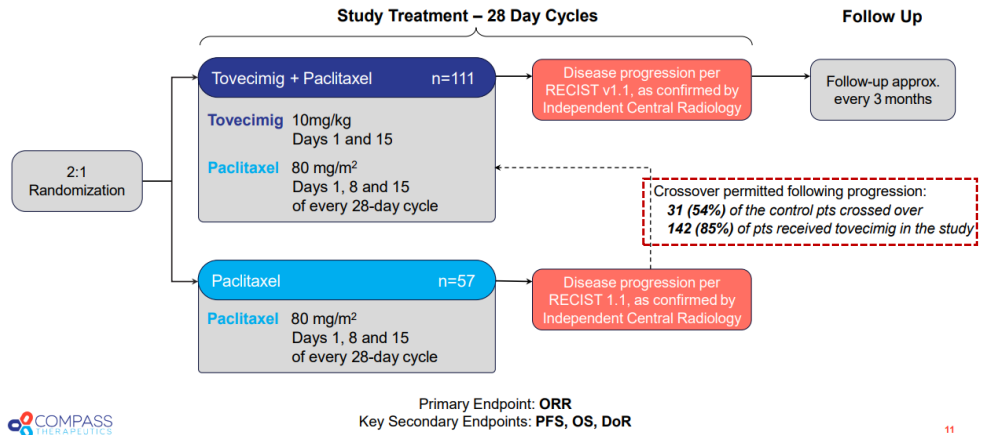 Study Treatment – 28 Day Cycles
Follow Up
2:1
Randomization
Tovecimig + Paclitaxel n=111
Tovecimig 10mg/kg
Days 1 and 15
Paclitaxel 80 mg/m²
Days 1, 8 and 15
of every 28-day cycle
Disease progression per
RECIST v1.1, as confirmed by
Independent Central Radiology
Follow-up approx.
every 3 months
Crossover permitted following progression:
31 (54%) of the control pts crossed over
142 (85%) of pts received tovecimig in the study
Paclitaxel n=57
Paclitaxel 80 mg/m²
Days 1, 8 and 15
of every 28-day cycle
Disease progression per
RECIST 1.1, as confirmed by
Independent Central Radiology
Primary Endpoint: ORR
Key Secondary Endpoints: PFS, OS, DoR
COMPASS
THERAPEUTICS
11